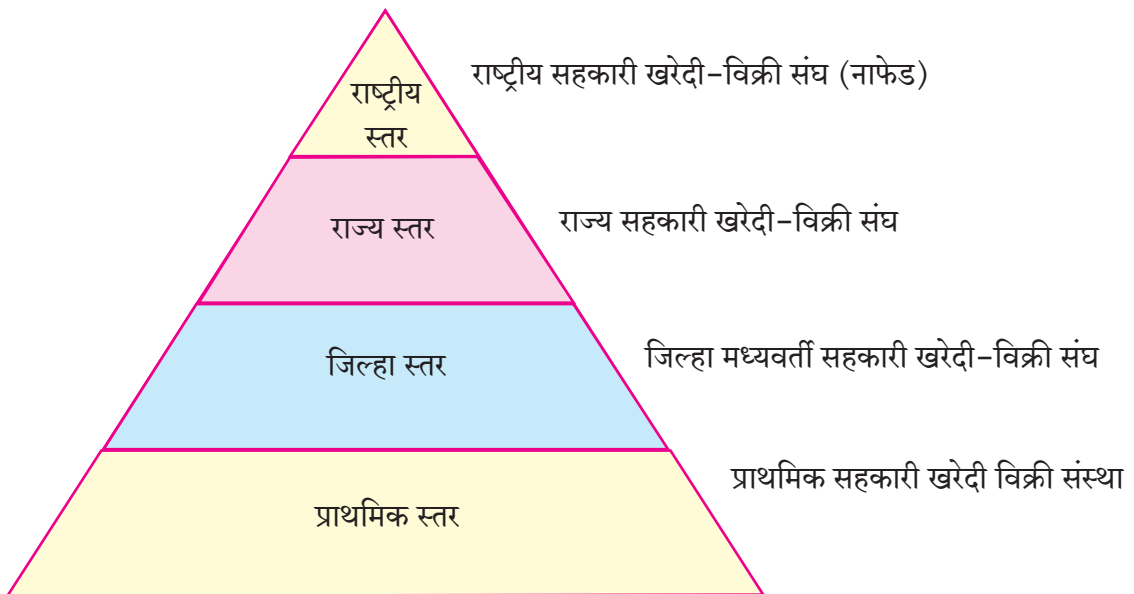 राष्ट्रीय सहकारी खरेदी-विक्री संघ (नाफेड)
राष्ट्रीय
स्तर
राज्य स्तर
राज्य सहकारी खरेदी-विक्री संघ
जिल्हा स्तर
जिल्हा मध्यवर्ती सहकारी खरेदी-विक्री संघ
प्राथमिक स्तर
प्राथमिक सहकारी खरेदी विक्री संस्था